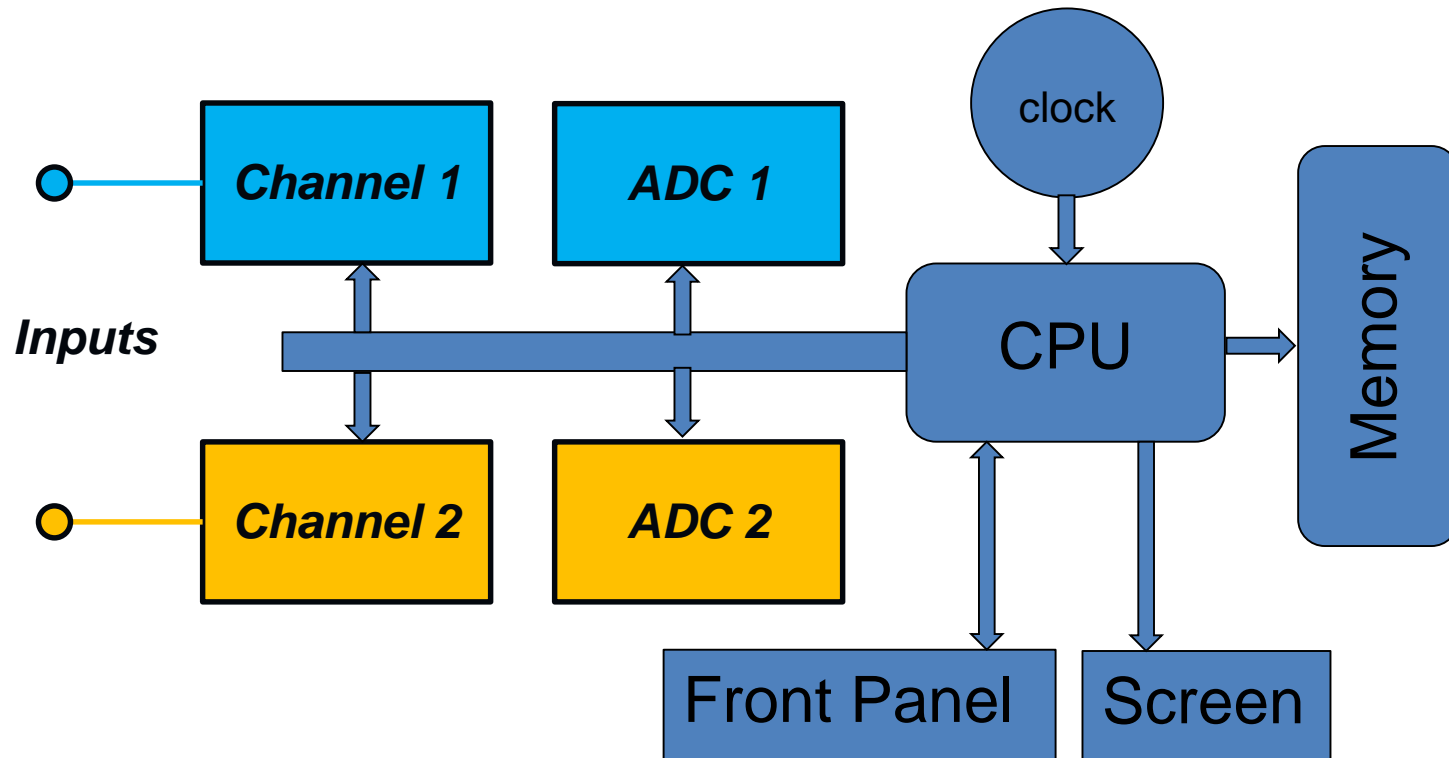 clock
Channel 1
ADC 1
Inputs
CPU
Memory
Channel 2
ADC 2
Front Panel
Screen